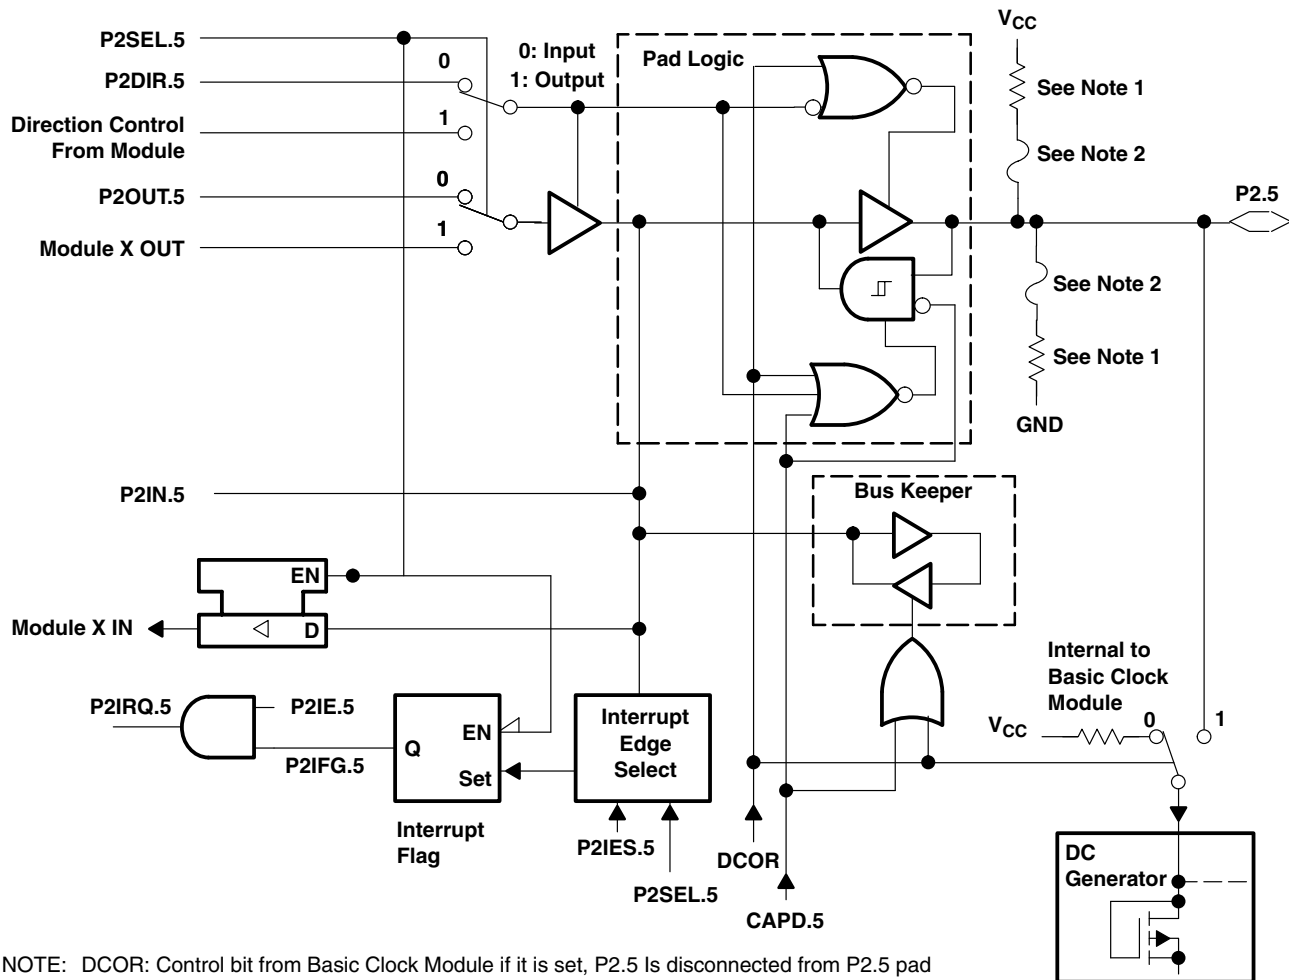 P2SEL.5
P2DIR.5
Direction Control
From Module
P2OUT.5
Module X OUT
0
1
0
1
0: Input
1: Output
Pad Logic
VCC
See Note 1
See Note 2
P2.5
See Note 2
See Note 1
GND
P2IN.5
Bus Keeper
EN
D
Module X IN
P2IRQ.5
P2IE.5
P2IFG.5
Q
EN
Set
Interrupt
Flag
Interrupt
Edge
Select
P2IES.5
P2SEL.5
DCOR
CAPD.5
Internal to
Basic Clock
Module
VCC
0
1
DC
Generator
NOTE: DCOR: Control bit from Basic Clock Module if it is set, P2.5 Is disconnected from P2.5 pad